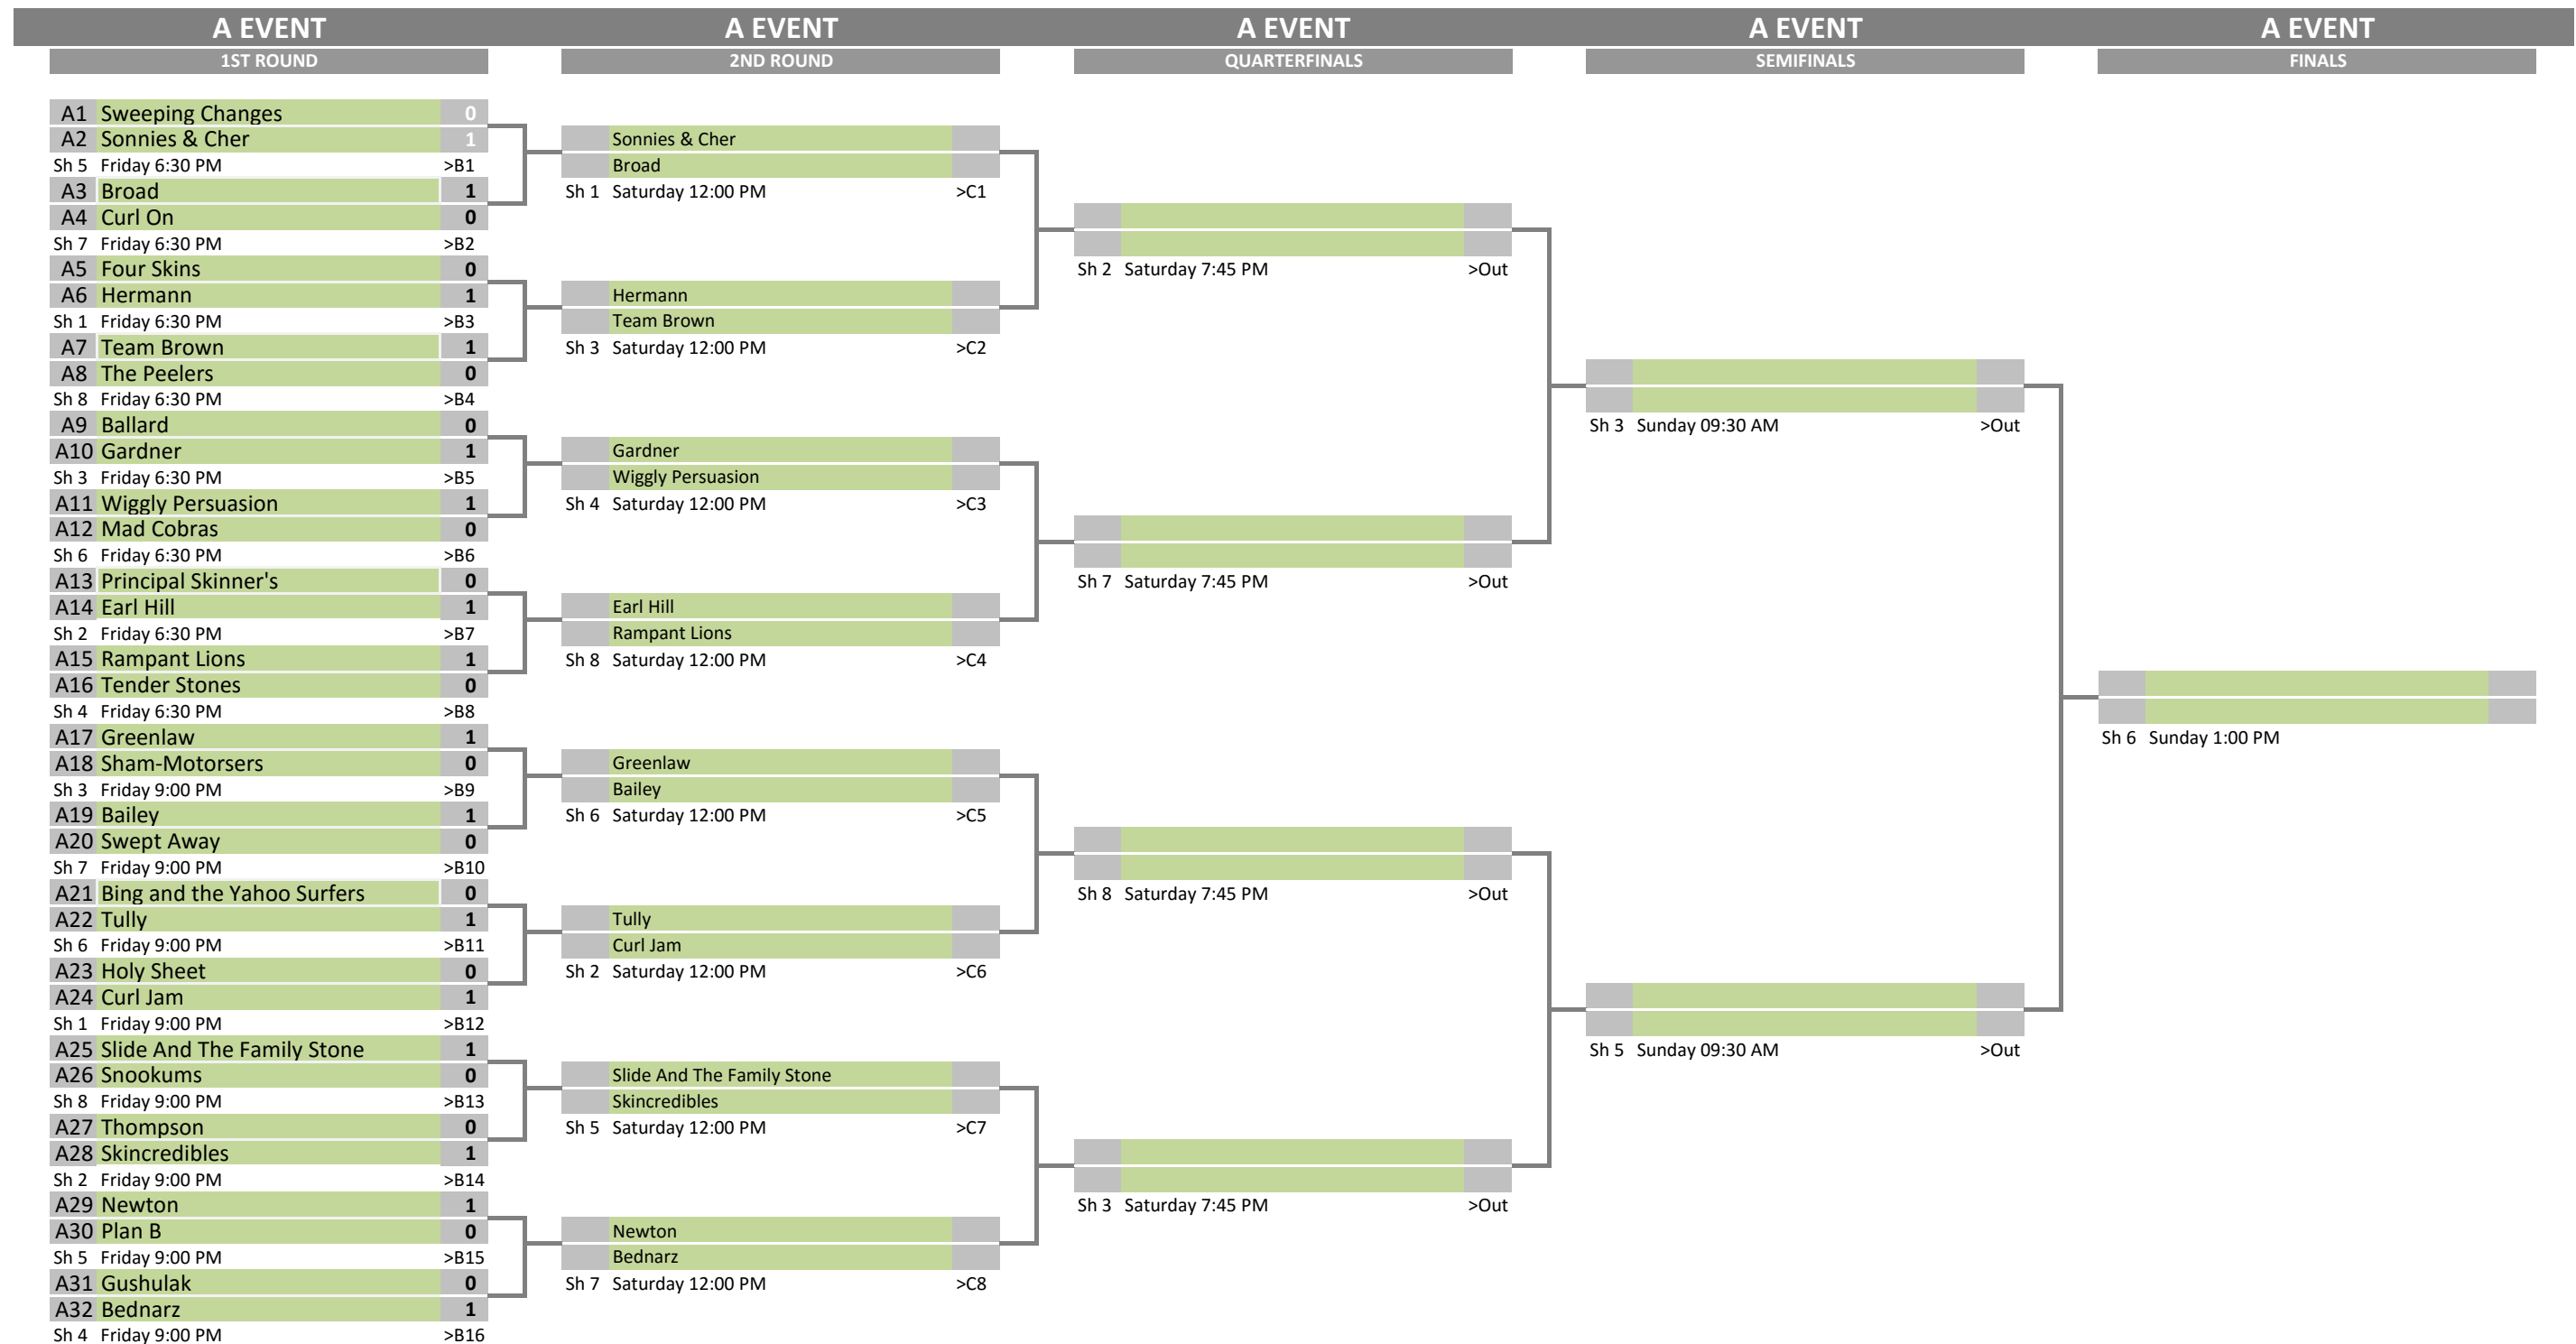 A EVENT A EVENT A EVENT A EVENT A EVENT
1ST ROUND 2ND ROUND QUARTERFINALS SEMIFINALS FINALS
A1 Sweeping Changes 0
A2 Sonnies & Cher 1
Sh 5 Friday 6:30 PM >B1
A3 Broad 1
A4 Curl On 0
Sh 7 Friday 6:30 PM >B2
A5 Four Skins 0
A6 Hermann 1
Sh 1 Friday 6:30 PM >B3
A7 Team Brown 1
A8 The Peelers 0
Sh 8 Friday 6:30 PM >B4
A9 Ballard 0
A10 Gardner 1
Sh 3 Friday 6:30 PM >B5
A11 Wiggly Persuasion 1
A12 Mad Cobras 0
Sh 6 Friday 6:30 PM >B6
A13 Principal Skinner's 0
A14 Earl Hill 1
Sh 2 Friday 6:30 PM >B7
A15 Rampant Lions 1
A16 Tender Stones 0
Sh 4 Friday 6:30 PM >B8
A17 Greenlaw 1
A18 Sham-Motorsers 0
Sh 3 Friday 9:00 PM >B9
A19 Bailey 1
A20 Swept Away 0
Sh 7 Friday 9:00 PM >B10
A21 Bing and the Yahoo Surfers 0
A22 Tully 1
Sh 6 Friday 9:00 PM >B11
A23 Holy Sheet 0
A24 Curl Jam 1
Sh 1 Friday 9:00 PM >B12
A25 Slide And The Family Stone 1
A26 Snookums 0
Sh 8 Friday 9:00 PM >B13
A27 Thompson 0
A28 Skincredibles 1
Sh 2 Friday 9:00 PM >B14
A29 Newton 1
A30 Plan B 0
Sh 5 Friday 9:00 PM >B15
A31 Gushulak 0
A32 Bednarz 1
Sh 4 Friday 9:00 PM >B16
Sonnies & Cher
Broad
Sh 1 Saturday 12:00 PM >C1
Hermann
Team Brown
Sh 3 Saturday 12:00 PM >C2
Gardner
Wiggly Persuasion
Sh 4 Saturday 12:00 PM >C3
Earl Hill
Rampant Lions
Sh 8 Saturday 12:00 PM >C4
Greenlaw
Bailey
Sh 6 Saturday 12:00 PM >C5
Tully
Curl Jam
Sh 2 Saturday 12:00 PM >C6
Slide And The Family Stone
Skincredibles
Sh 5 Saturday 12:00 PM >C7
Newton
Bednarz
Sh 7 Saturday 12:00 PM >C8
Sh 2 Saturday 7:45 PM >Out
Sh 7 Saturday 7:45 PM >Out
Sh 8 Saturday 7:45 PM >Out
Sh 3 Saturday 7:45 PM >Out
Sh 3 Sunday 09:30 AM >Out
Sh 5 Sunday 09:30 AM >Out
Sh 6 Sunday 1:00 PM